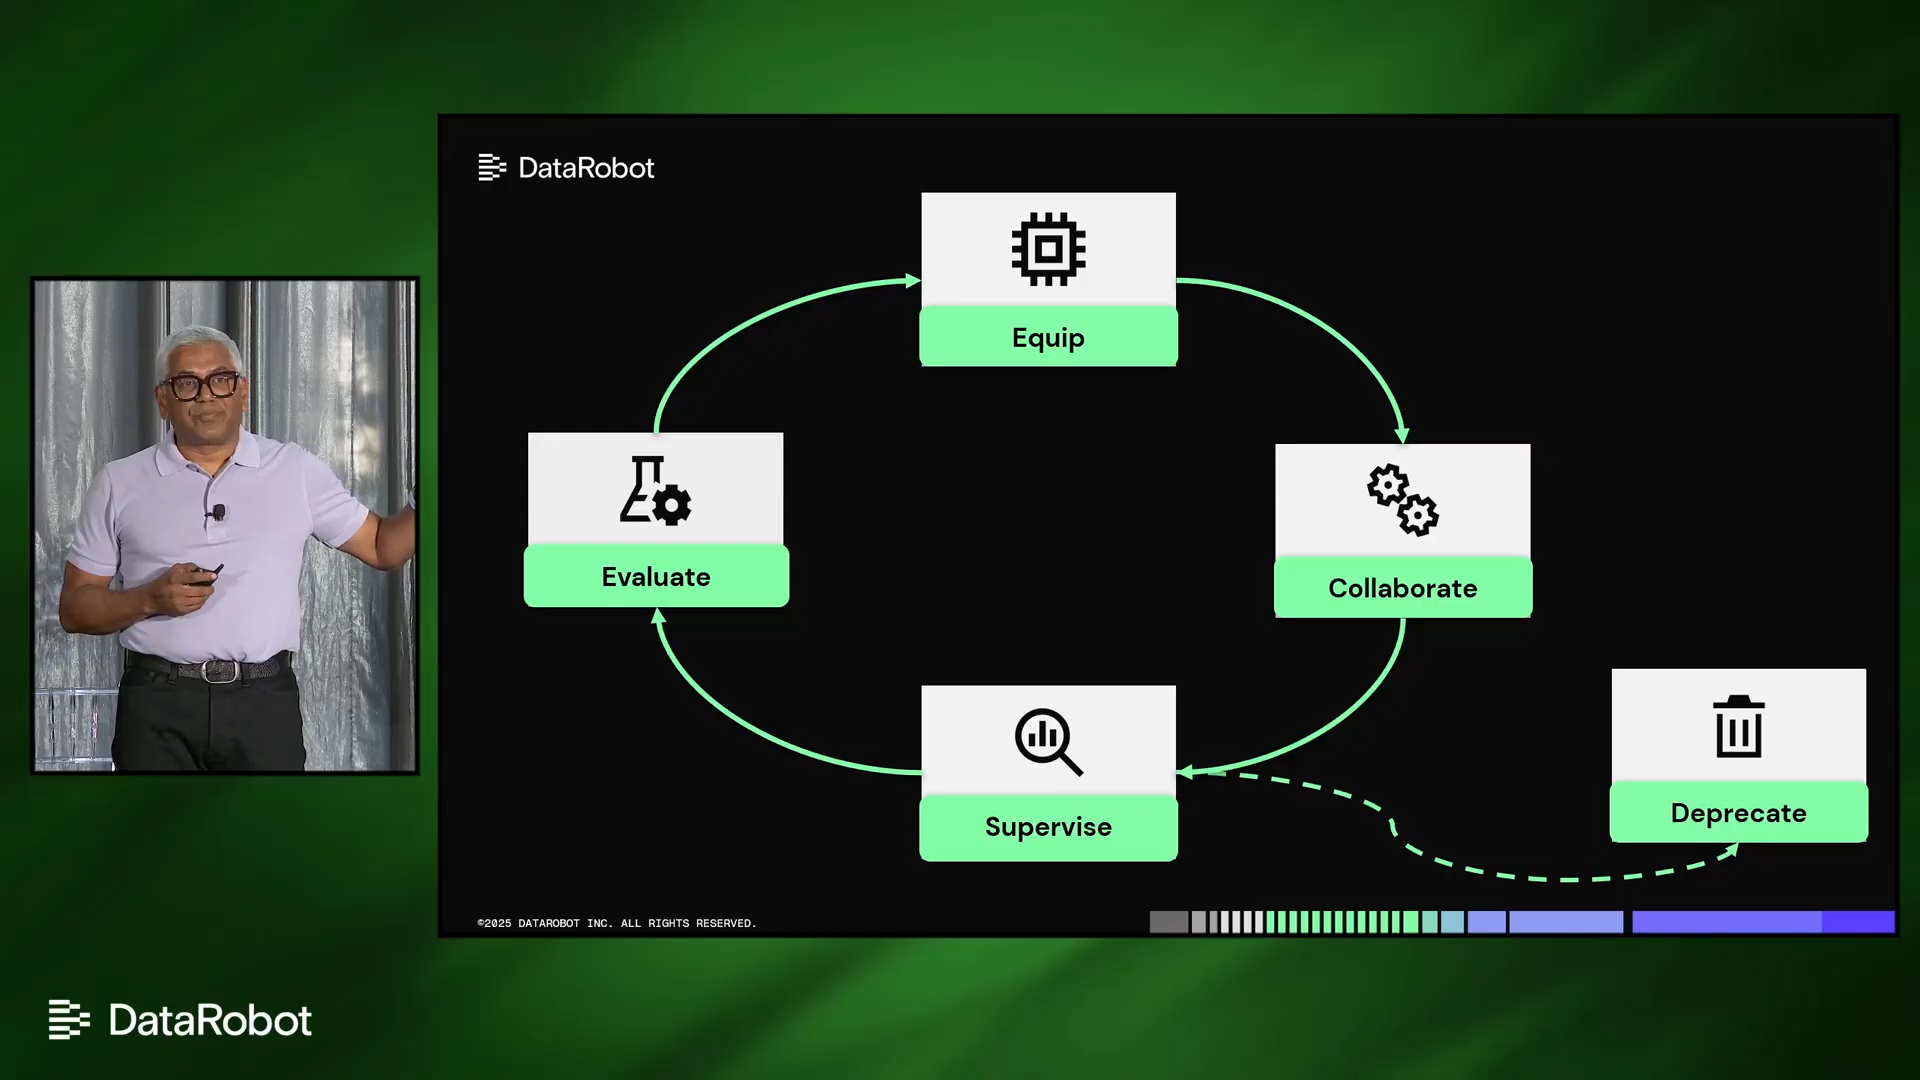 DataRobot
Equip
Evaluate
Collaborate
Supervise
Deprecate
©2025 DATAROBOT INC. ALL RIGHTS RESERVED.
DataRobot